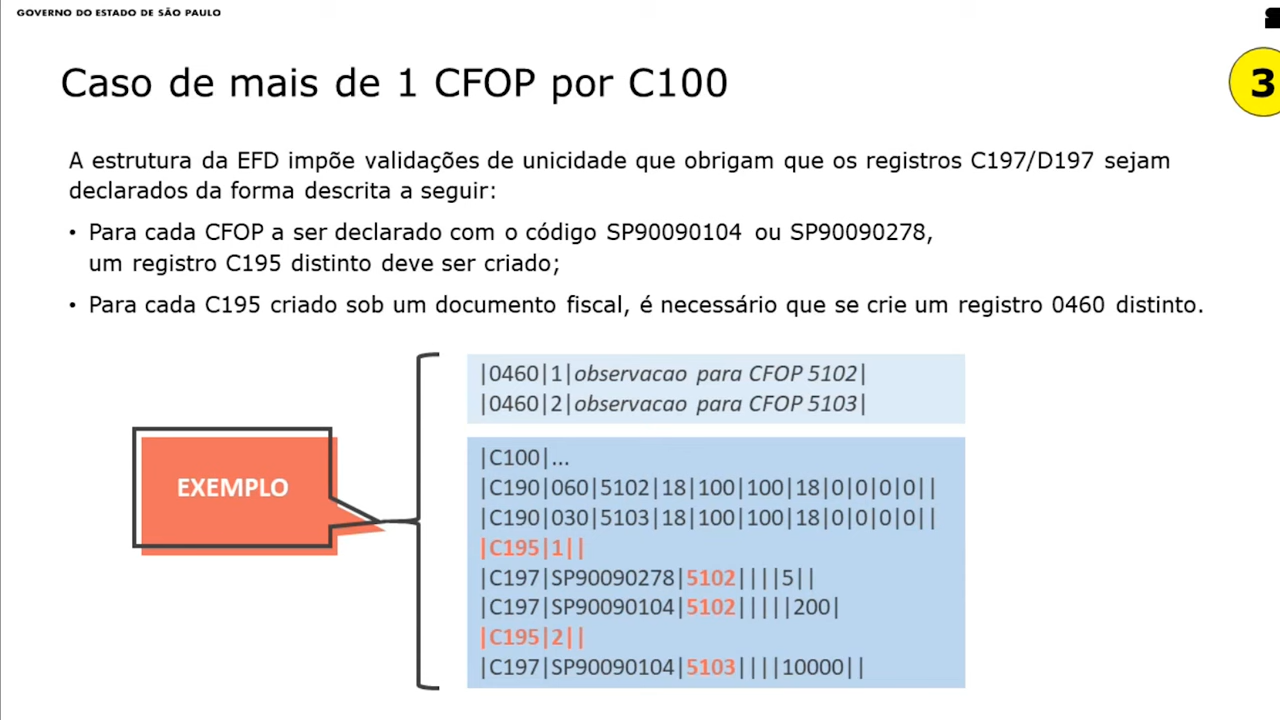 GOVERNO DO ESTADO DE SÃO PAULO
Caso de mais de 1 CFOP por C100
3
A estrutura da EFD impõe validações de unicidade que obrigam que os registros C197/D197 sejam
declarados da forma descrita a seguir:
• Para cada CFOP a ser declarado com o código SP90090104 ou SP90090278,
um registro C195 distinto deve ser criado;
• Para cada C195 criado sob um documento fiscal, é necessário que se crie um registro 0460 distinto.
|0460|1|observacao para CFOP 5102|
|0460|2|observacao para CFOP 5103|
EXEMPLO
|C100|...
|C190|060|5102|18|100|100|18|0|0|0|0||
|C190|030|5103|18|100|100|18|0|0|0|0||
|C195|1||
|C197|SP90090278|5102||||5||
|C197|SP90090104|5102|||||200|
|C195|2||
|C197|SP90090104|5103||||10000||